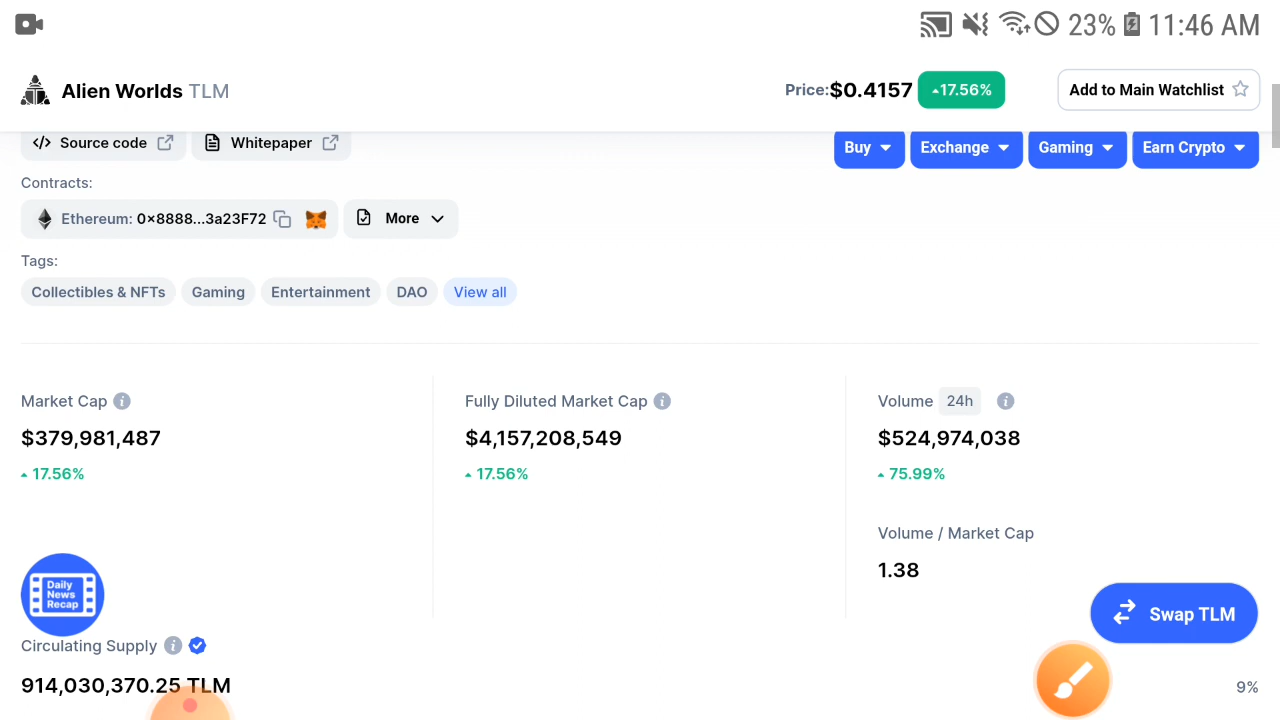 23% 11:46 AM
Alien Worlds TLM
Price:$0.4157 17.56%
Add to Main Watchlist
Source code
Whitepaper
Buy
Exchange
Gaming
Earn Crypto
Contracts:
Ethereum: 0×8888...3a23F72
More
Tags:
Collectibles & NFTs
Gaming
Entertainment
DAO
View all
Market Cap
$379,981,487
17.56%
Fully Diluted Market Cap
$4,157,208,549
17.56%
Volume 24h
$524,974,038
75.99%
Volume / Market Cap
1.38
Daily
News
Recap
Swap TLM
Circulating Supply
914,030,370.25 TLM
9%